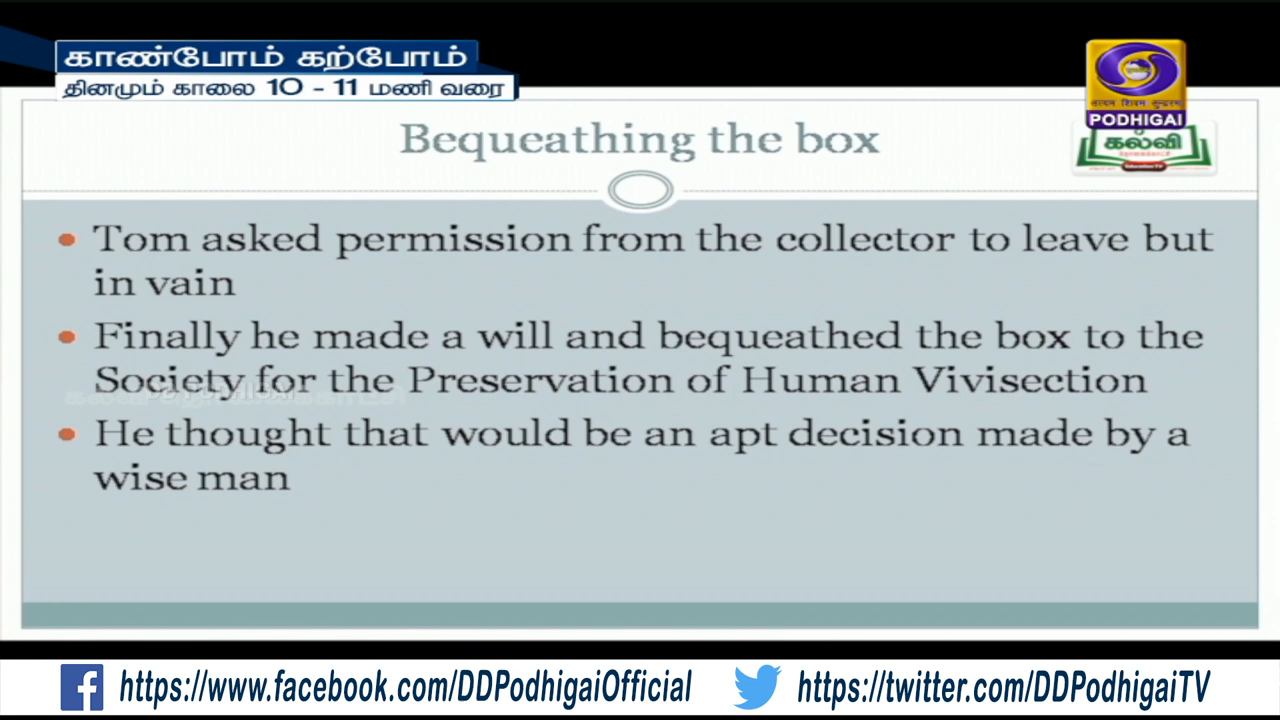 காண்போம் கற்போம்
தினமும் காலை 10 - 11 மணி வரை
PODHIGAI
கல்வி
Bequeathing the box
• Tom asked permission from the collector to leave but
in vain
• Finally he made a will and bequeathed the box to the
Society for the Preservation of Human Vivisection
• He thought that would be an apt decision made by a
wise man
https://www.facebook.com/DDPodhigaiOfficial
https://twitter.com/DDPodhigaiTV